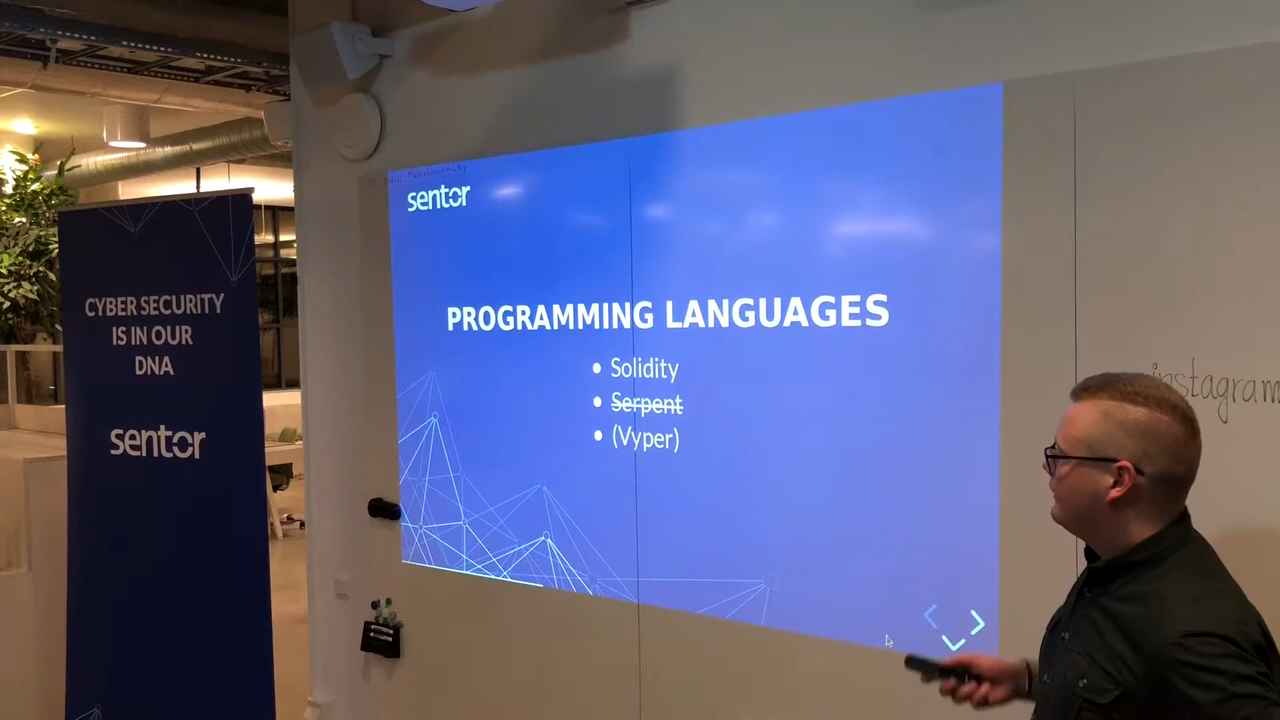 CYBER SECURITY
IS IN OUR
DNA
sentor
sentor
PROGRAMMING LANGUAGES
• Solidity
• Serpent
• (Vyper)
instagram